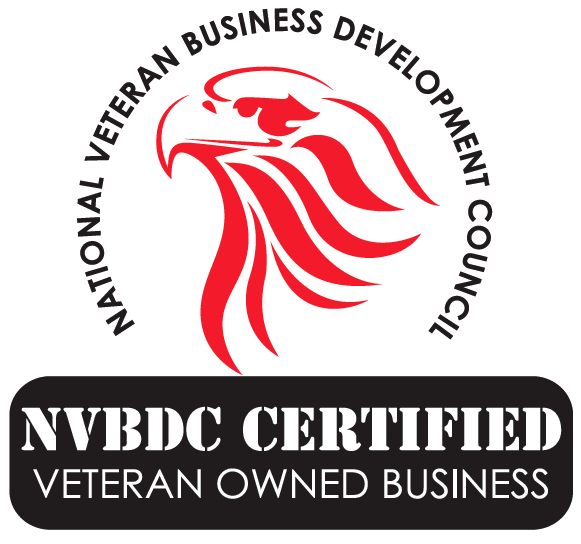 NATIONAL VETERAN BUSINESS DEVELOPMENT COUNCIL
NVBDC CERTIFIED
VETERAN OWNED BUSINESS